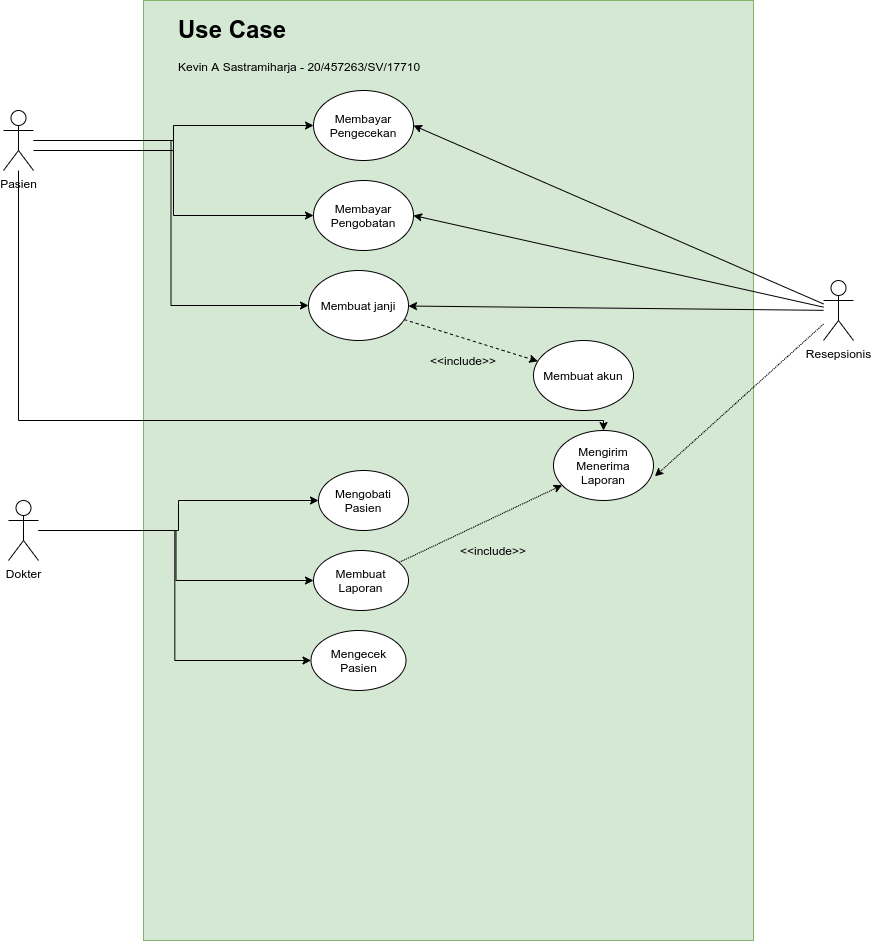 Use Case
Kevin A Sastramiharja - 20/457263/SV/17710
Membayar
Pengecekan
Pasien
Membayar
Pengobatan
Membuat janji
Resepsionis
<<include>>
Membuat akun
Mengirim
Menerima
Laporan
Mengobati
Pasien
Dokter
<<include>>
Membuat
Laporan
Mengecek
Pasien